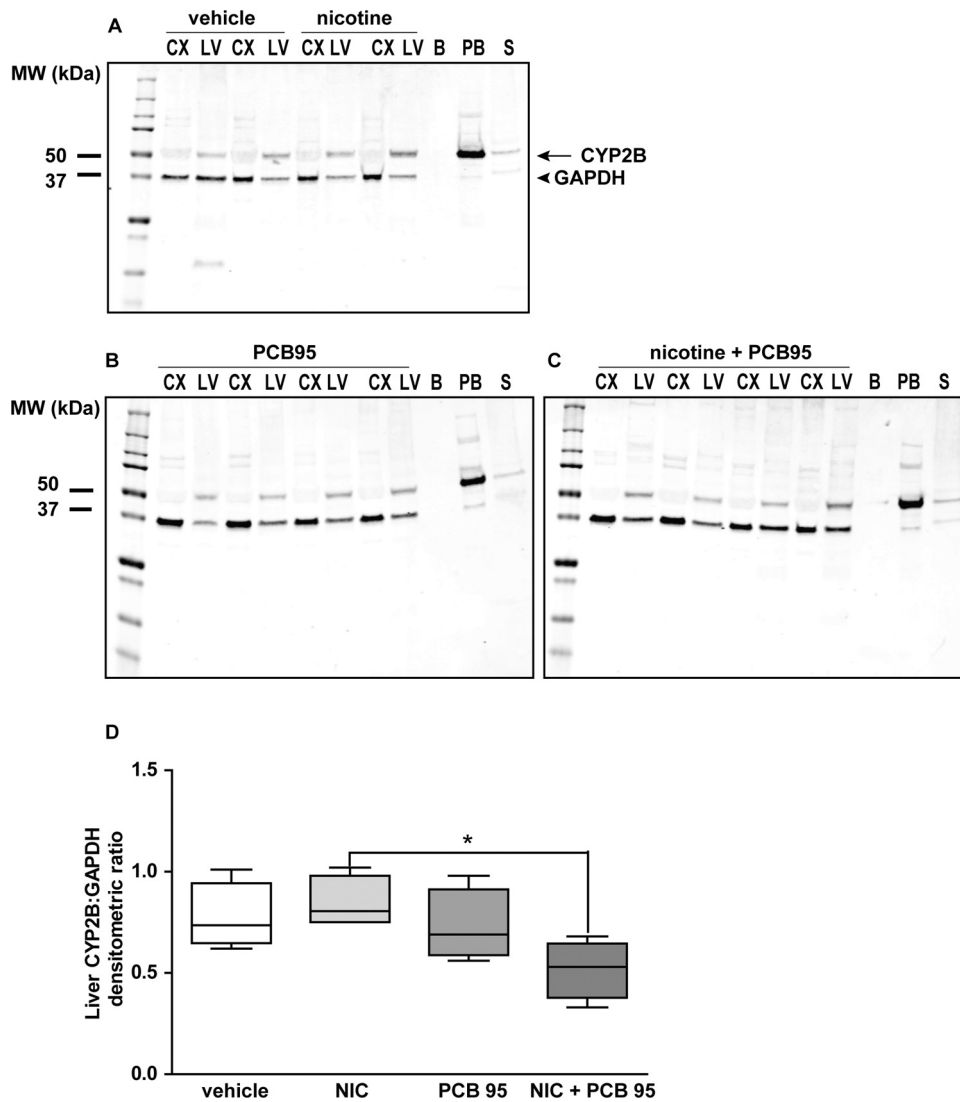 A
vehicle nicotine
CX LV CX LV CX LV CX LV B PB S
MW (kDa)
50
37
CYP2B
GAPDH
B
PCB95
CX LV CX LV CX LV CX LV B PB S
MW (kDa)
50
37
C
nicotine + PCB95
CX LV CX LV CX LV CX LV B PB S
D
Liver CYP2B:GAPDH
densitometric ratio
1.5
1.0
0.5
0.0
*
vehicle NIC PCB 95 NIC + PCB 95